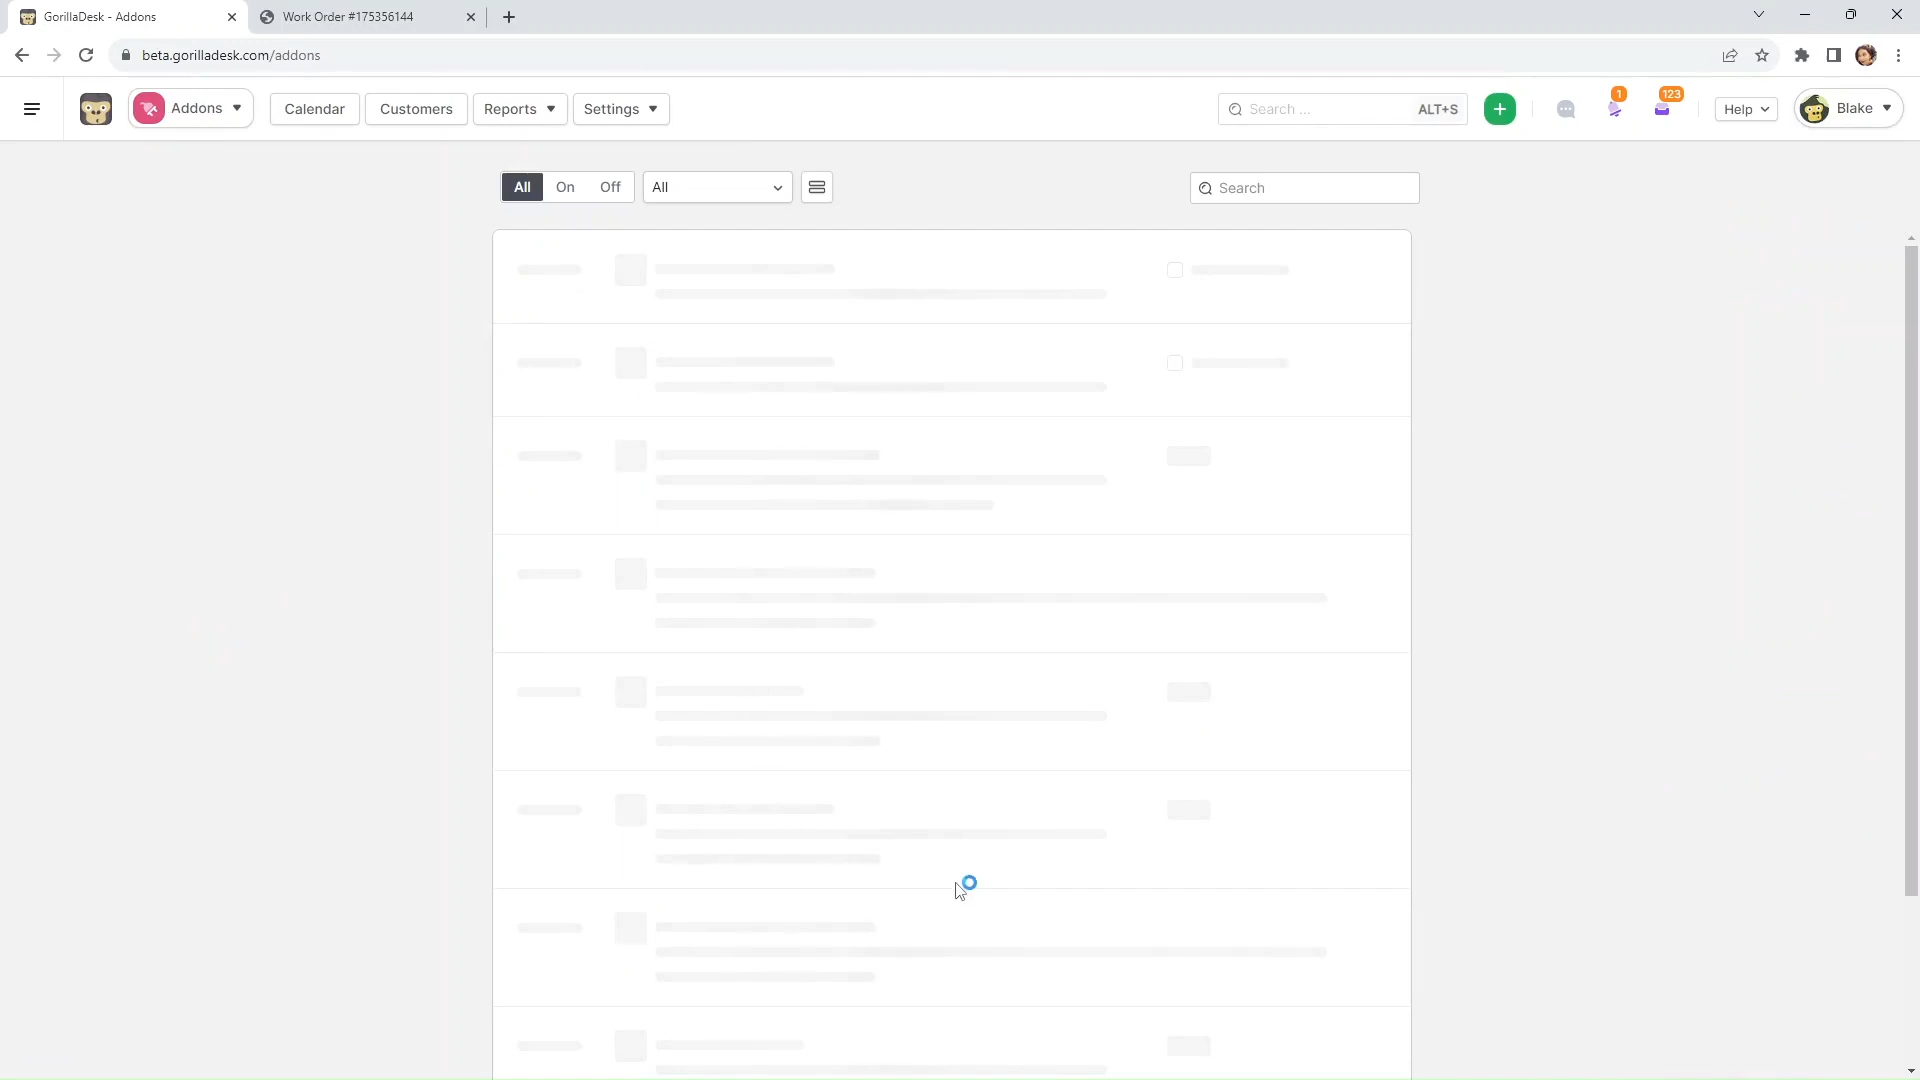 GorillaDesk - Addons
Work Order #175356144
beta.gorilladesk.com/addons
Addons
Calendar
Customers
Reports
Settings
Search ...
ALT+S
1
123
Help
Blake
All
On
Off
All
Search